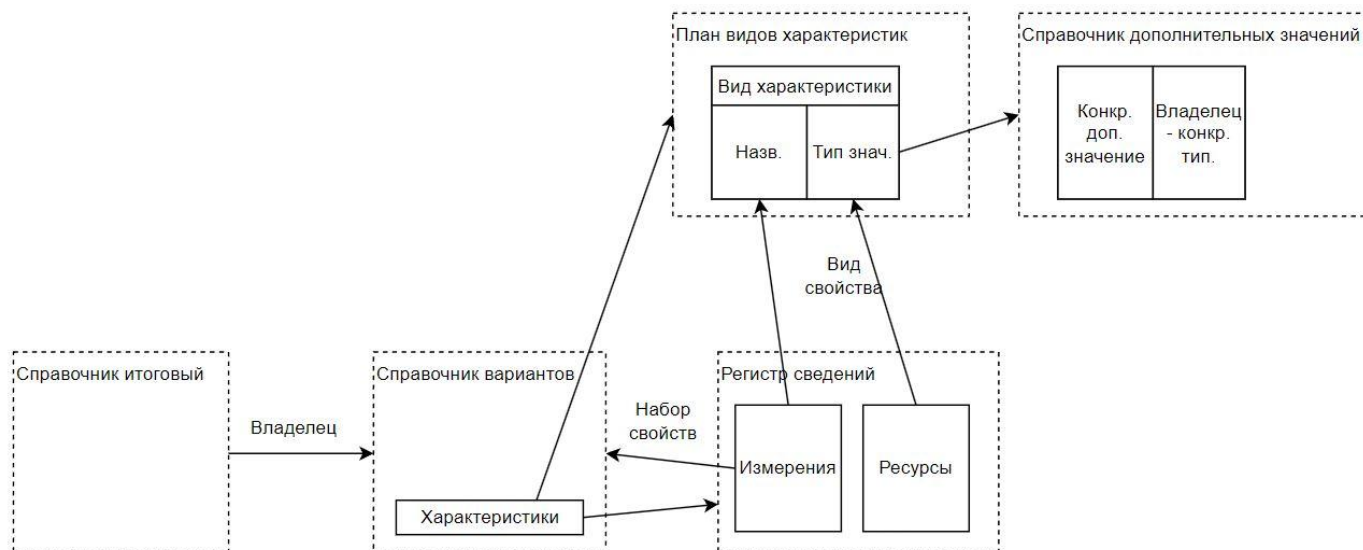 План видов характеристик
Справочник дополнительных значений
Вид характеристики
Назв.
Тип знач.
Конкр.
доп.
значение
Владелец
- конкр.
тип.
Вид
свойства
Справочник итоговый
Владелец
Справочник вариантов
Набор
свойств
Регистр сведений
Измерения
Ресурсы
Характеристики